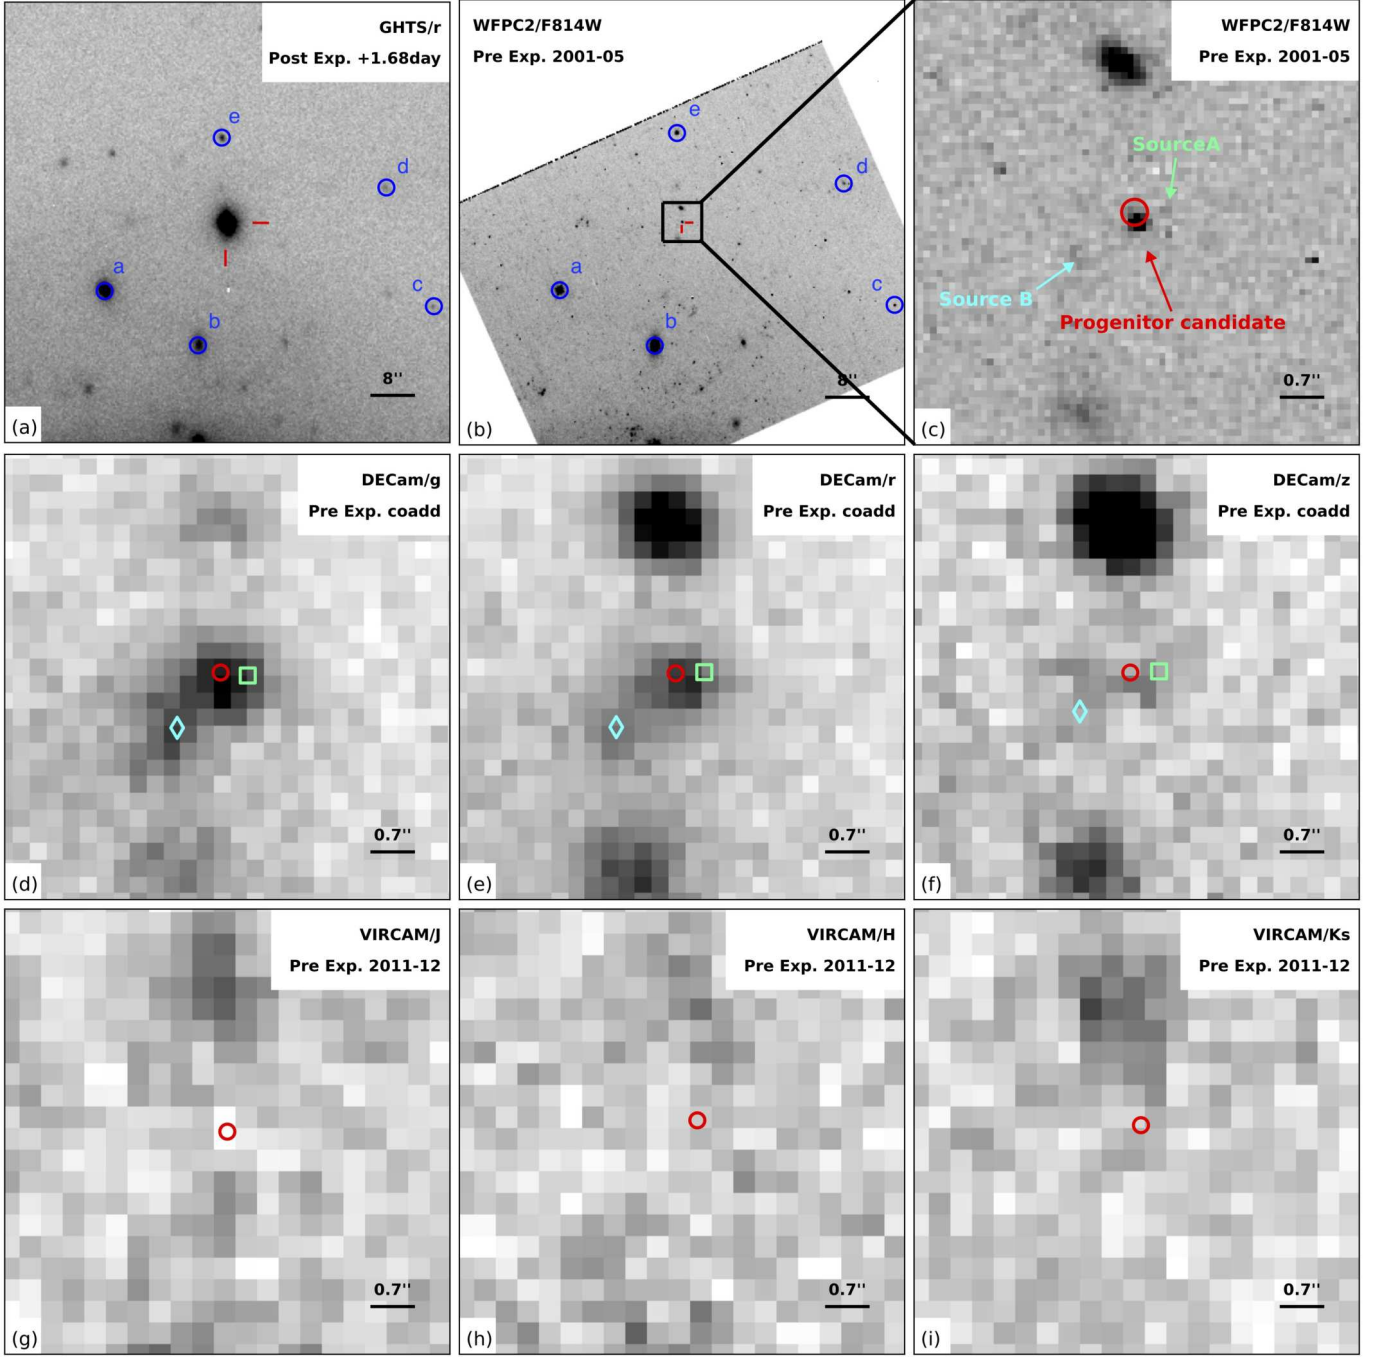 GHTS/r
Post Exp. +1.68day
e
d
a
c
b
8''
(a)
WFPC2/F814W
Pre Exp. 2001-05
e
d
a
c
b
8''
(b)
WFPC2/F814W
Pre Exp. 2001-05
SourceA
Source B
Progenitor candidate
0.7''
(c)
DECam/g
Pre Exp. coadd
0.7''
(d)
DECam/r
Pre Exp. coadd
0.7''
(e)
DECam/z
Pre Exp. coadd
0.7''
(f)
VIRCAM/J
Pre Exp. 2011-12
0.7''
(g)
VIRCAM/H
Pre Exp. 2011-12
0.7''
(h)
VIRCAM/Ks
Pre Exp. 2011-12
0.7''
(i)